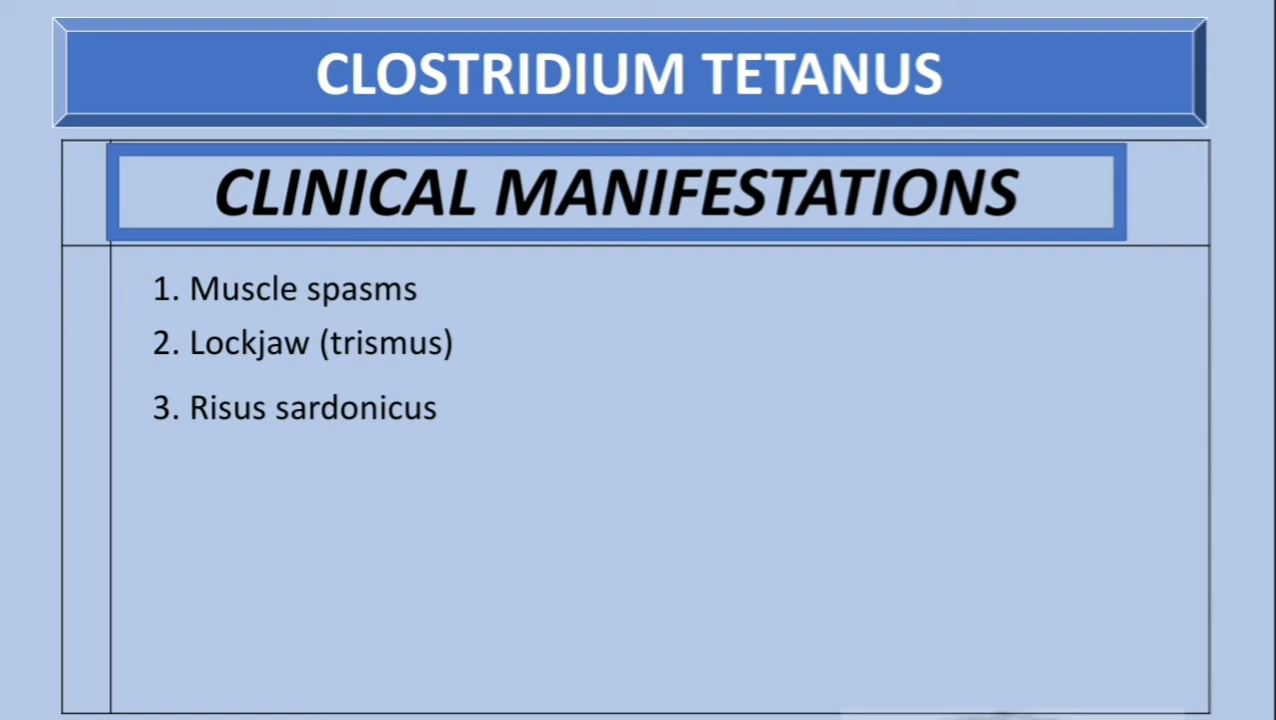 CLOSTRIDIUM TETANUS
CLINICAL MANIFESTATIONS
1. Muscle spasms
2. Lockjaw (trismus)
3. Risus sardonicus